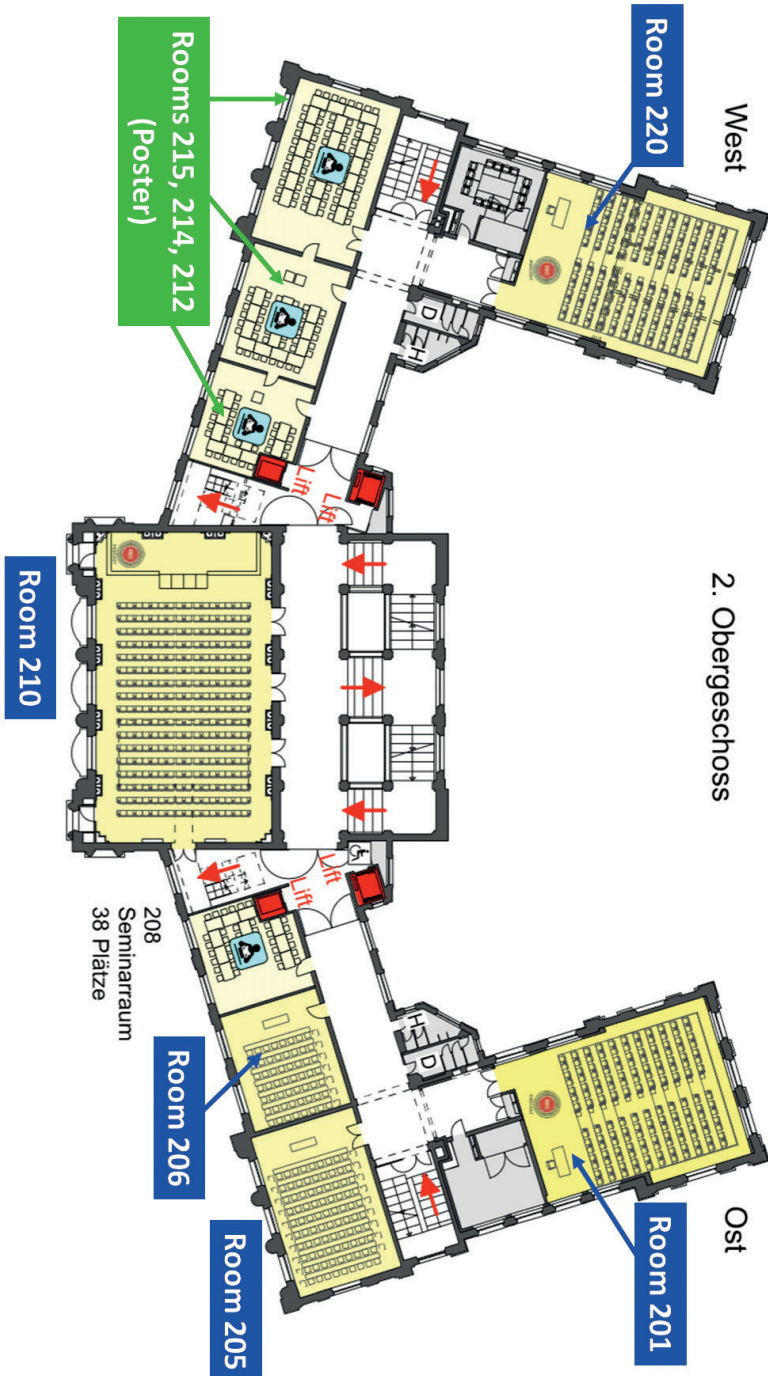 West
2. Obergeschoss
Ost
Room 220
Room 201
D
H
H
D
Lift
Lift
Lift
Lift
Rooms 215, 214, 212
(Poster)
208
Seminarraum
38 Plätze
Room 206
Room 205
Room 210